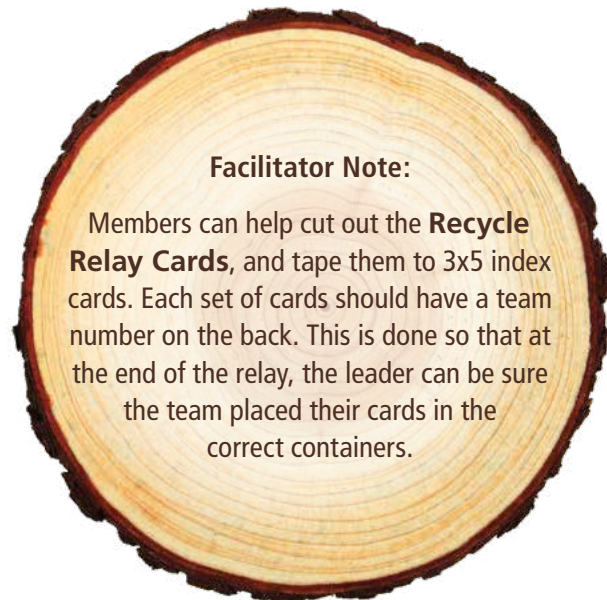 Facilitator Note:
Members can help cut out the Recycle
Relay Cards, and tape them to 3x5 index
cards. Each set of cards should have a team
number on the back. This is done so that at
the end of the relay, the leader can be sure
the team placed their cards in the
correct containers.